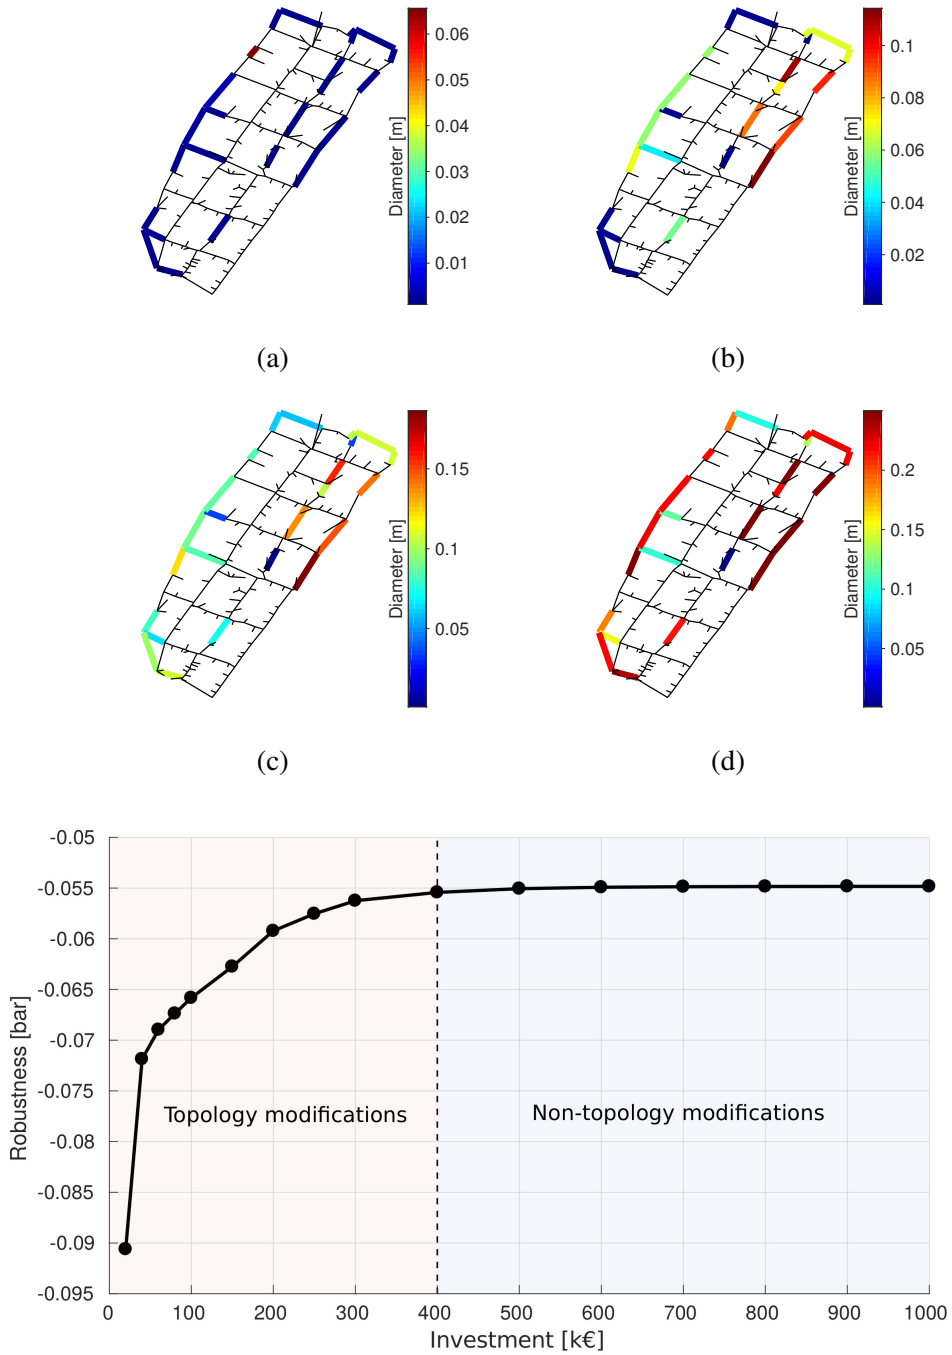 0.06
0.05
0.04
0.03
0.02
0.01
Diameter [m]
0.1
0.08
0.06
0.04
0.02
Diameter [m]
(a)
(b)
0.15
0.1
0.05
Diameter [m]
0.2
0.15
0.1
0.05
Diameter [m]
(c)
(d)
-0.05
-0.055
-0.06
-0.065
-0.07
-0.075
-0.08
-0.085
-0.09
-0.095
Robustness [bar]
Topology modifications
Non-topology modifications
0 100 200 300 400 500 600 700 800 900 1000
Investment [k€]